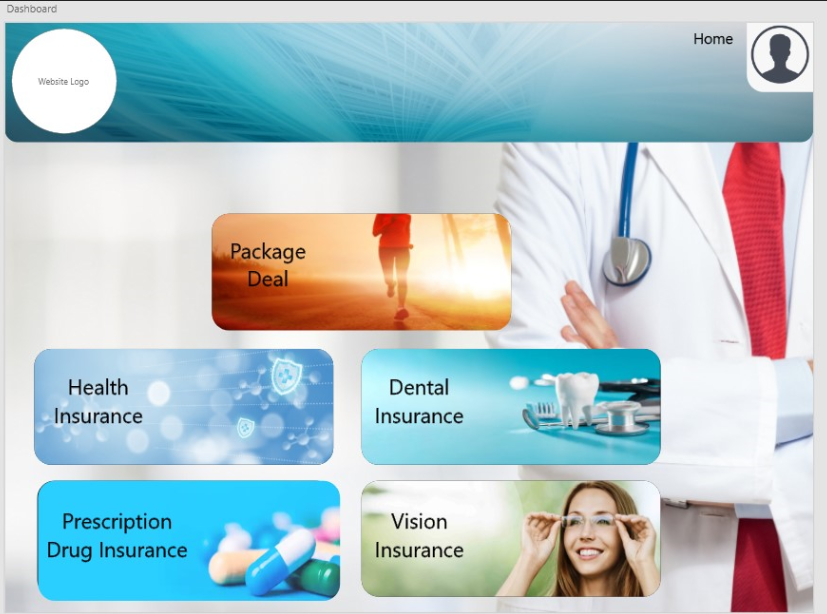 Dashboard
Website Logo
Home
Package
Deal
Health
Insurance
Dental
Insurance
Prescription
Drug Insurance
Vision
Insurance